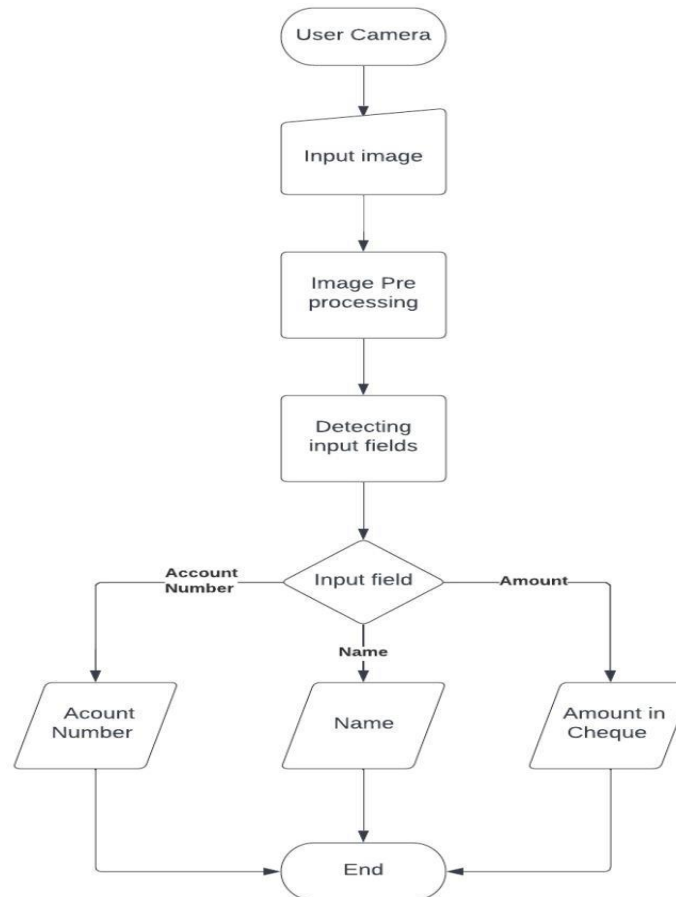 User Camera
Input image
Image Pre
processing
Detecting
input fields
Input field
Account
Number
Name
Amount
Acount
Number
Name
Amount in
Cheque
End